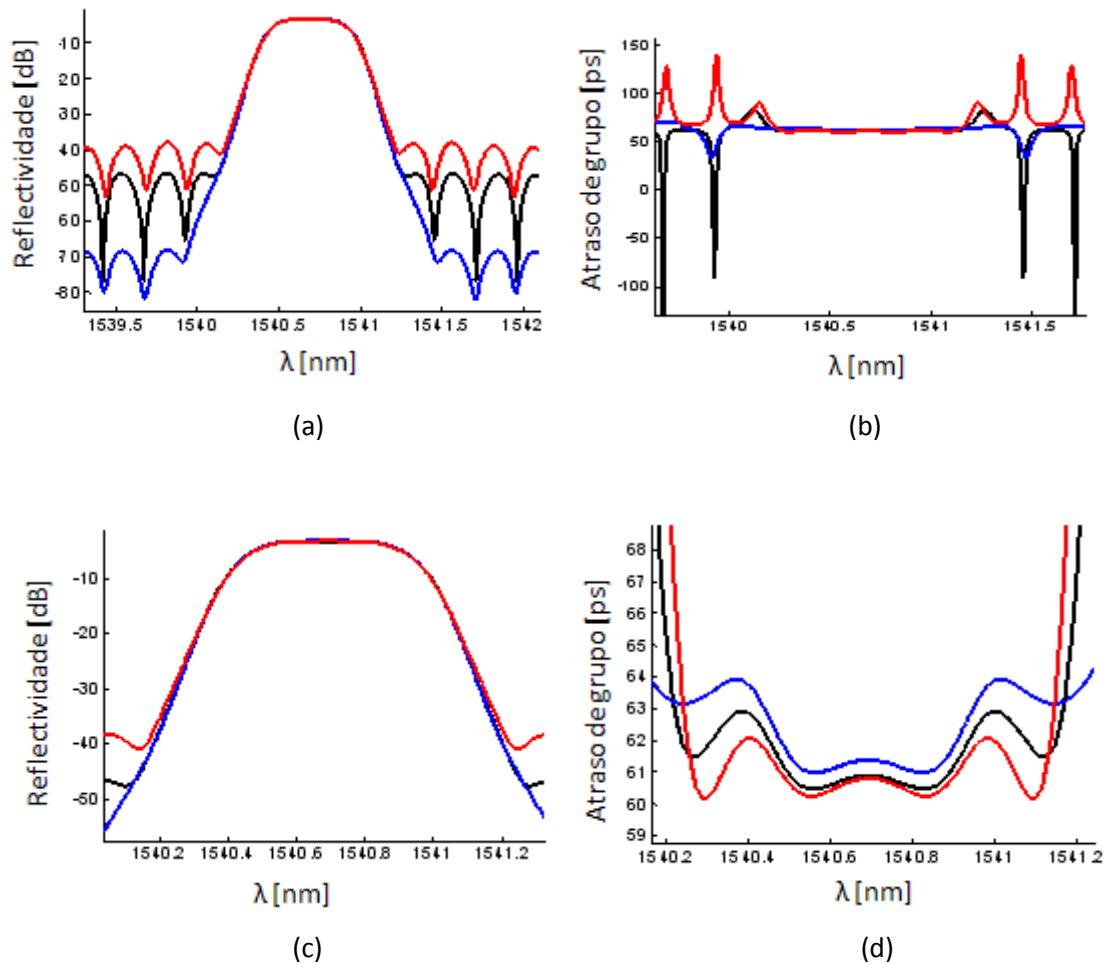 Reflectividade [dB]
-10
20
30
40
60
60
70
-80
1539.5 1540 1540.5 1541 1541.5 1542
λ [nm]
(a)
Atraso de grupo [ps]
150
100
50
0
-50
-100
1540 1540.5 1541 1541.5
λ [nm]
(b)
Reflectividade [dB]
-10
-20
-30
-40
-50
1540.2 1540.4 1540.6 1540.8 1541 1541.2
λ [nm]
(c)
Atraso de grupo [ps]
68
67
66
65
64
63
62
61
60
59
1540.2 1540.4 1540.6 1540.8 1541 1541.2
λ [nm]
(d)